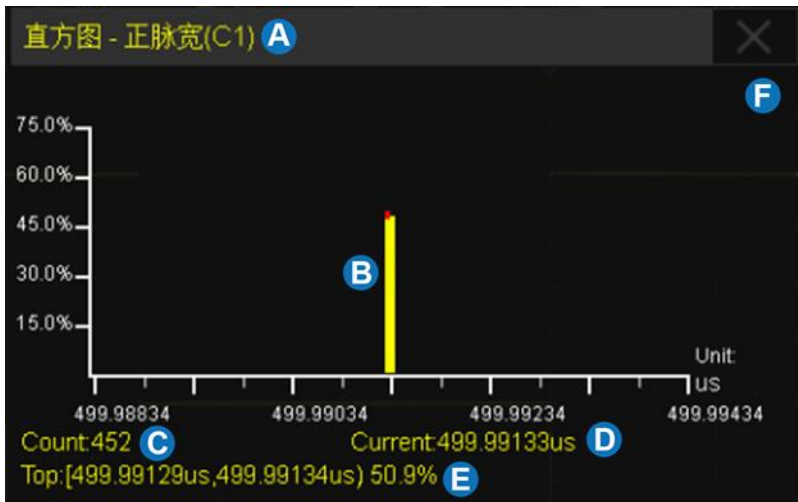 直方图 - 正脉宽(C1) A
F
75.0%
60.0%
45.0%
B
30.0%
15.0%
Unit:
us
499.98834 499.99034 499.99234 499.99434
Count:452 C Current:499.99133us D
Top:[499.99129us,499.99134us) 50.9% E